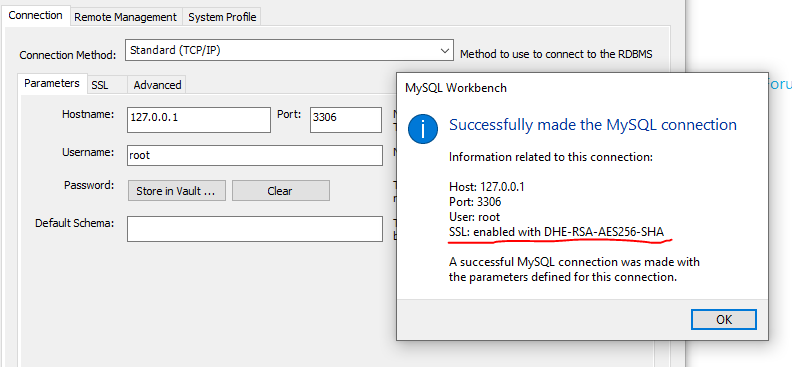 Connection Remote Management System Profile
Connection Method: Standard (TCP/IP) Method to use to connect to the RDBMS
Parameters SSL Advanced
Hostname: 127.0.0.1 Port: 3306
Username: root
Password: Store in Vault ... Clear
Default Schema:
MySQL Workbench
Successfully made the MySQL connection
Information related to this connection:
Host: 127.0.0.1
Port: 3306
User: root
SSL: enabled with DHE-RSA-AES256-SHA
A successful MySQL connection was made with
the parameters defined for this connection.
OK